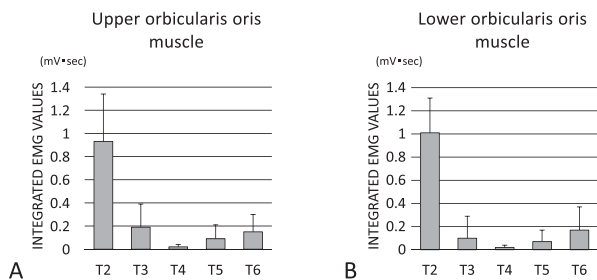 Upper orbicularis oris
muscle
(mV▪sec)
INTEGRATED EMG VALUES
1.4
1.2
1
0.8
0.6
0.4
0.2
0
T2 T3 T4 T5 T6
A
Lower orbicularis oris
muscle
(mV▪sec)
INTEGRATED EMG VALUES
1.4
1.2
1
0.8
0.6
0.4
0.2
0
T2 T3 T4 T5 T6
B